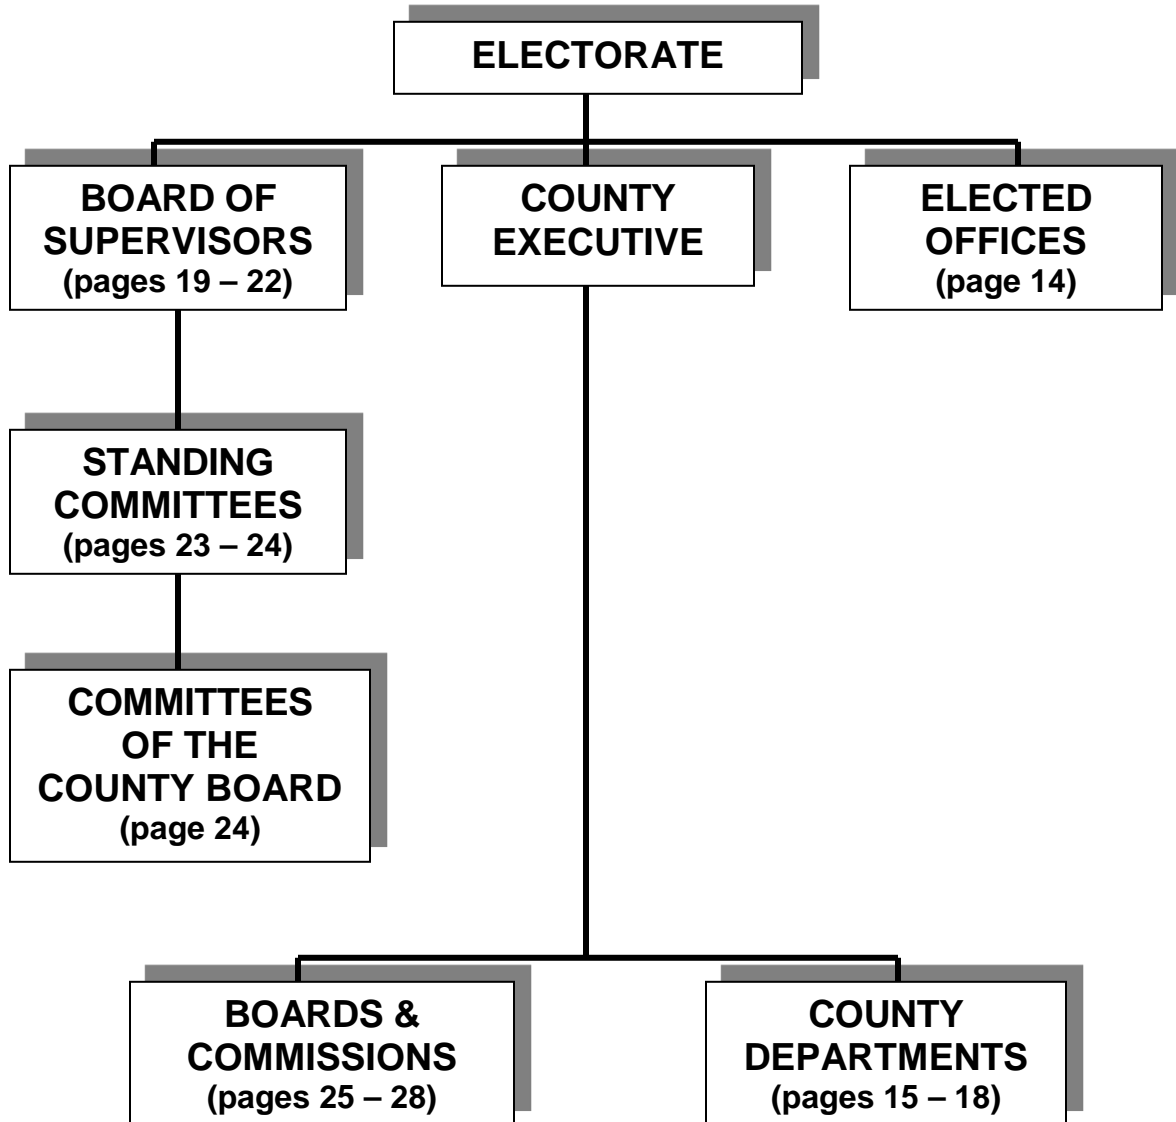 ELECTORATE
BOARD OF
SUPERVISORS
(pages 19 – 22)
COUNTY
EXECUTIVE
ELECTED
OFFICES
(page 14)
STANDING
COMMITTEES
(pages 23 – 24)
COMMITTEES
OF THE
COUNTY BOARD
(page 24)
BOARDS &
COMMISSIONS
(pages 25 – 28)
COUNTY
DEPARTMENTS
(pages 15 – 18)